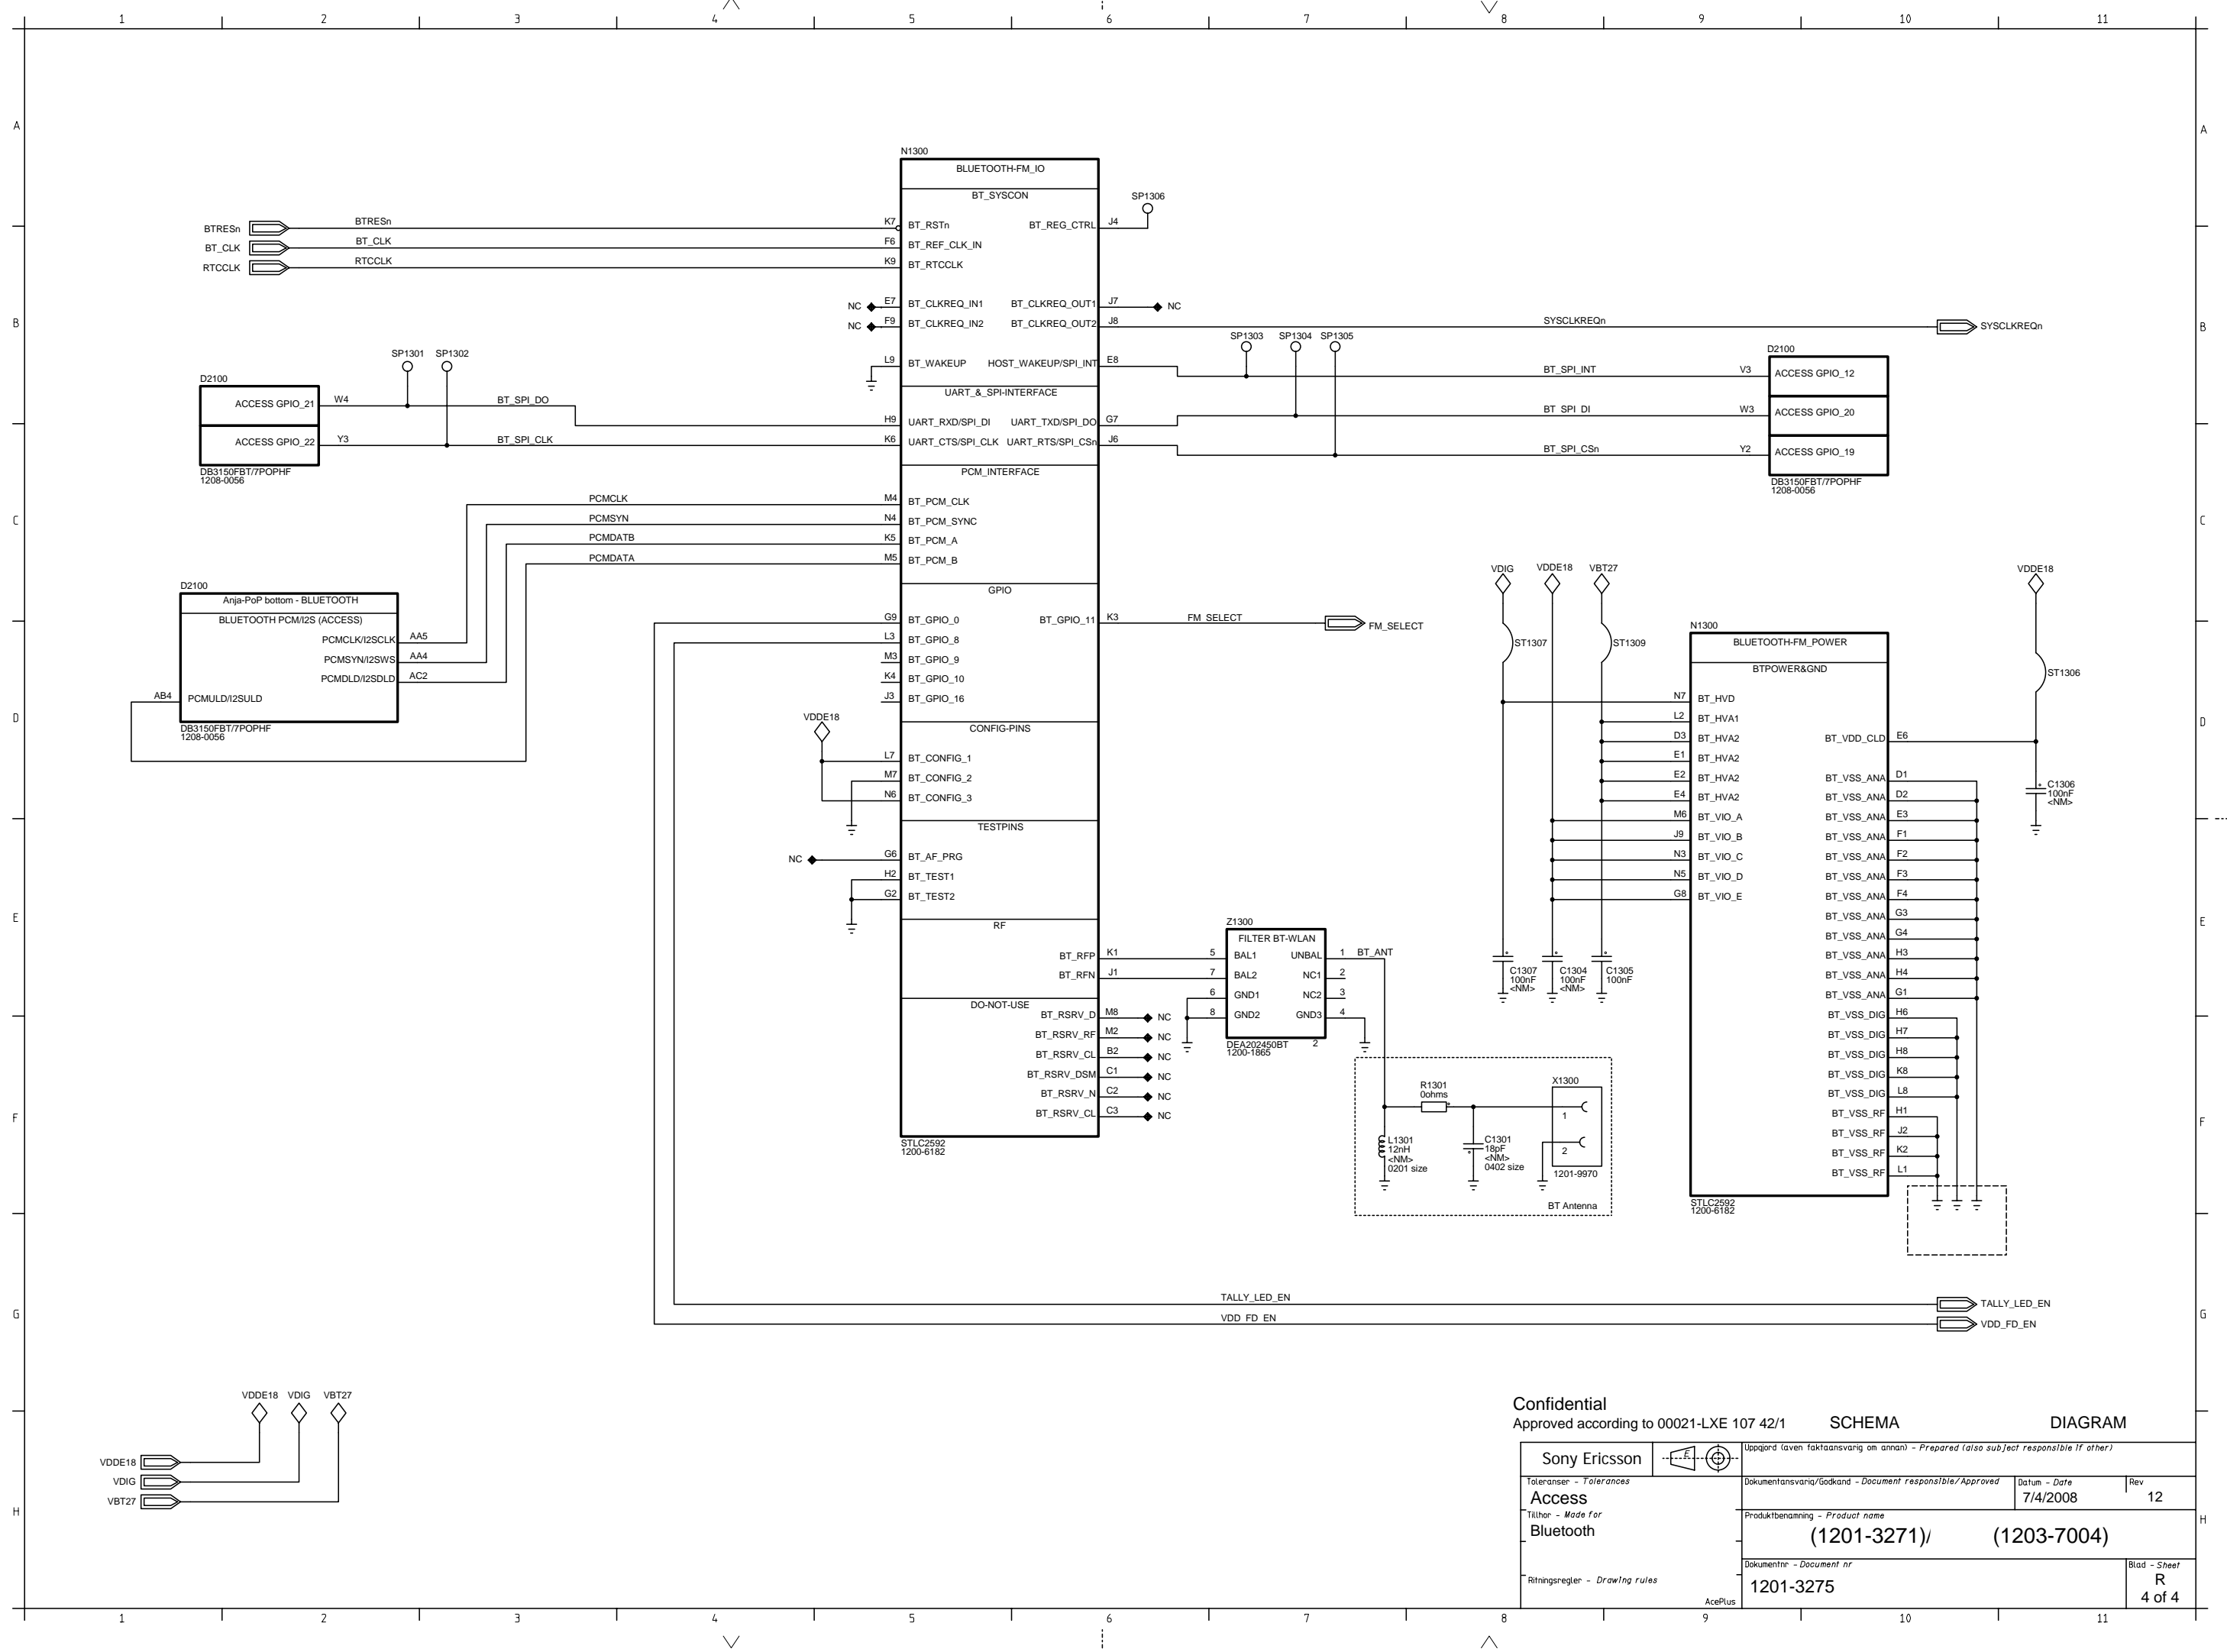 1 2 3 4 5 6 7 8 9 10 11
A A
B B
C C
D D
E E
F F
G G
H H
N1300
BLUETOOTH-FM_IO
BT_SYSCON
BTRESn BTRESn K7 BT_RSTn BT_REG_CTRL J4 SP1306
BT_CLK BT_CLK F6 BT_REF_CLK_IN
RTCCLK RTCCLK K9 BT_RTCCLK
NC E7 BT_CLKREQ_IN1 BT_CLKREQ_OUT1 J7 NC
NC F9 BT_CLKREQ_IN2 BT_CLKREQ_OUT2 J8 SYSCLKREQn SYSCLKREQn
SP1301 SP1302
SP1303 SP1304 SP1305
L9 BT_WAKEUP HOST_WAKEUP/SPI_INT E8 BT_SPI_INT V3
UART_&_SPI-INTERFACE
D2100
ACCESS GPIO_21 W4 BT_SPI_DO H9 UART_RXD/SPI_DI UART_TXD/SPI_DO G7 BT_SPI_DI W3
ACCESS GPIO_22 Y3 BT_SPI_CLK K6 UART_CTS/SPI_CLK UART_RTS/SPI_CSn J6 BT_SPI_CSn Y2
DB3150FBT/7POPHF
1208-0056
D2100
ACCESS GPIO_12
ACCESS GPIO_20
ACCESS GPIO_19
DB3150FBT/7POPHF
1208-0056
PCM_INTERFACE
PCMCLK M4 BT_PCM_CLK
PCMSYN N4 BT_PCM_SYNC
PCMDATB K5 BT_PCM_A
PCMDATA M5 BT_PCM_B
D2100
Anja-PoP bottom - BLUETOOTH
BLUETOOTH PCM/I2S (ACCESS)
PCMCLK/I2SCLK AA5
PCMSYN/I2SWS AA4
PCMDLD/I2SDLD AC2
AB4 PCMULD/I2SULD
DB3150FBT/7POPHF
1208-0056
GPIO
G9 BT_GPIO_0 BT_GPIO_11 K3 FM_SELECT FM_SELECT
L3 BT_GPIO_8
M3 BT_GPIO_9
K4 BT_GPIO_10
J3 BT_GPIO_16
VDDE18
CONFIG-PINS
L7 BT_CONFIG_1
M7 BT_CONFIG_2
N6 BT_CONFIG_3
TESTPINS
NC G6 BT_AF_PRG
H2 BT_TEST1
G2 BT_TEST2
RF
BT_RFP K1
BT_RFN J1
DO-NOT-USE
BT_RSRV_D M8 NC
BT_RSRV_RF M2 NC
BT_RSRV_CL B2 NC
BT_RSRV_DSM C1 NC
BT_RSRV_N C2 NC
BT_RSRV_CL C3 NC
STLC2592
1200-6182
Z1300
FILTER BT-WLAN
5 BAL1 UNBAL 1 BT_ANT
7 BAL2 NC1 2
6 GND1 NC2 3
8 GND2 GND3 4
DEA202450BT 2
1200-1865
R1301
0ohms
L1301
12nH
<NM>
0201 size
C1301
18pF
<NM>
0402 size
X1300
1
2
1201-9970
BT Antenna
VDIG VDDE18 VBT27 VDDE18
ST1307 ST1309 ST1306
C1307
100nF
<NM>
C1304
100nF
<NM>
C1305
100nF
C1306
100nF
<NM>
N1300
BLUETOOTH-FM_POWER
BTPOWER&GND
N7 BT_HVD
L2 BT_HVA1
D3 BT_HVA2 BT_VDD_CLD E6
E1 BT_HVA2
E2 BT_HVA2 BT_VSS_ANA D1
E4 BT_HVA2 BT_VSS_ANA D2
M6 BT_VIO_A BT_VSS_ANA E3
J9 BT_VIO_B BT_VSS_ANA F1
N3 BT_VIO_C BT_VSS_ANA F2
N5 BT_VIO_D BT_VSS_ANA F3
G8 BT_VIO_E BT_VSS_ANA F4
BT_VSS_ANA G3
BT_VSS_ANA G4
BT_VSS_ANA H3
BT_VSS_ANA H4
BT_VSS_ANA G1
BT_VSS_DIG H6
BT_VSS_DIG H7
BT_VSS_DIG H8
BT_VSS_DIG K8
BT_VSS_DIG L8
BT_VSS_RF H1
BT_VSS_RF J2
BT_VSS_RF K2
BT_VSS_RF L1
STLC2592
1200-6182
TALLY_LED_EN TALLY_LED_EN
VDD_FD_EN VDD_FD_EN
VDDE18 VDIG VBT27
VDDE18
VDIG
VBT27
Confidential
Approved according to 00021-LXE 107 42/1 SCHEMA DIAGRAM
Sony Ericsson E
Uppgjord (aven faktaansvarig om annan) - Prepared (also subject responsible if other)
Toleranser - Tolerances
Access
Dokumentansvarig/Godkand - Document responsible/Approved
Datum - Date
7/4/2008
Rev
12
Tillhor - Made for
Bluetooth
Produktbenamning - Product name
(1201-3271)/ (1203-7004)
Ritningsregler - Drawing rules
AcePlus
Dokumentnr - Document nr
1201-3275
Blad - Sheet
R
4 of 4
1 2 3 4 5 6 7 8 9 10 11